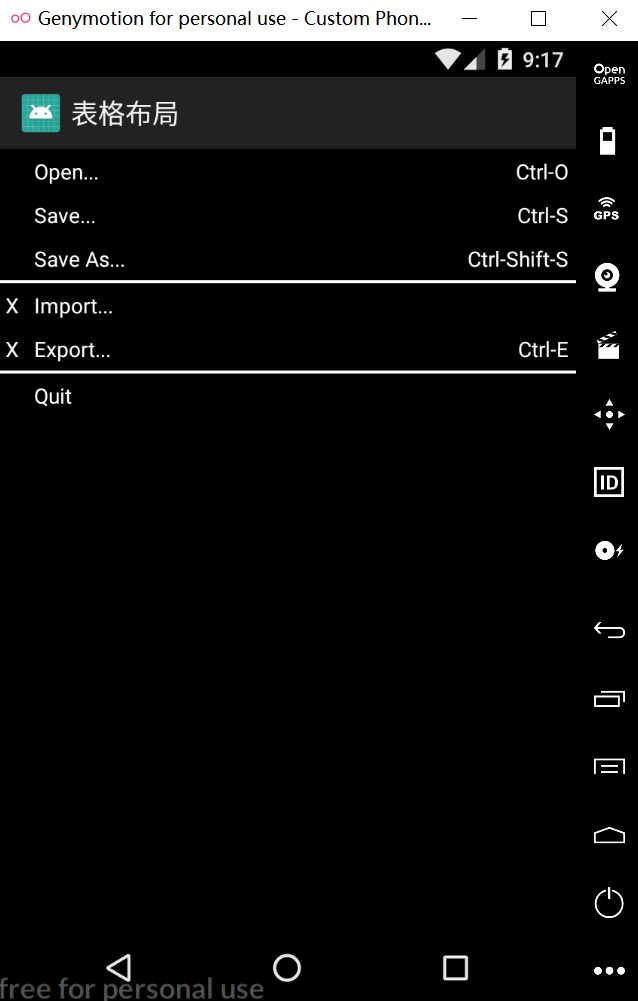 Genymotion for personal use - Custom Phon...
9:17
Open
GAPPS
表格布局
Open... Ctrl-O
Save... Ctrl-S
Save As... Ctrl-Shift-S
GPS
X Import...
X Export... Ctrl-E
Quit
ID
free for personal use